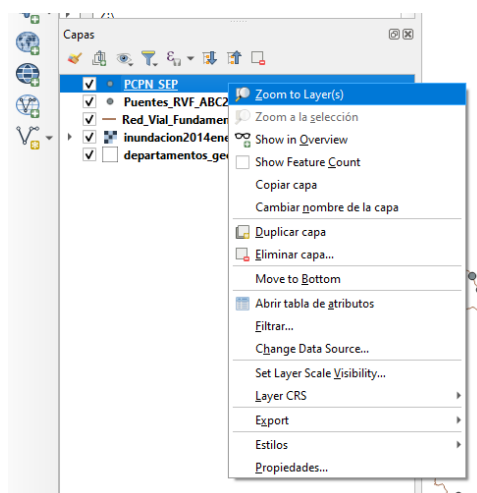 Capas
PCPN_SEP
Puentes_RVF_ABC2
Red_Vial_Fundamen
inundacion2014ene
departamentos_geo
Zoom to Layer(s)
Zoom a la selección
Show in Overview
Show Feature Count
Copiar capa
Cambiar nombre de la capa
Duplicar capa
Eliminar capa...
Move to Bottom
Abrir tabla de atributos
Filtrar...
Change Data Source...
Set Layer Scale Visibility...
Layer CRS
Export
Estilos
Propiedades...